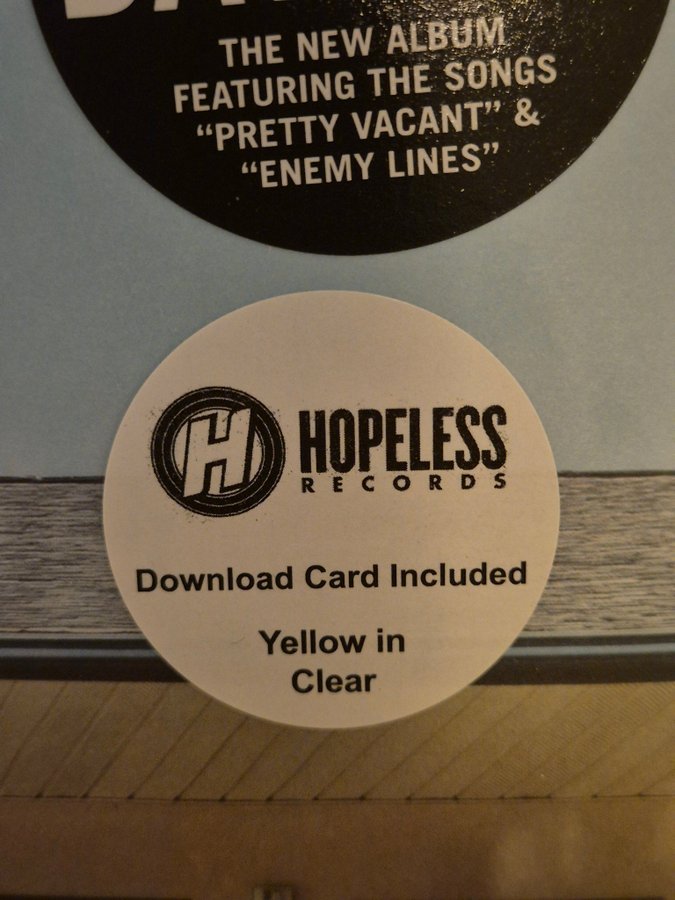 THE NEW ALBUM
FEATURING THE SONGS
"PRETTY VACANT" &
"ENEMY LINES"
H HOPELESS
RECORDS
Download Card Included
Yellow in
Clear